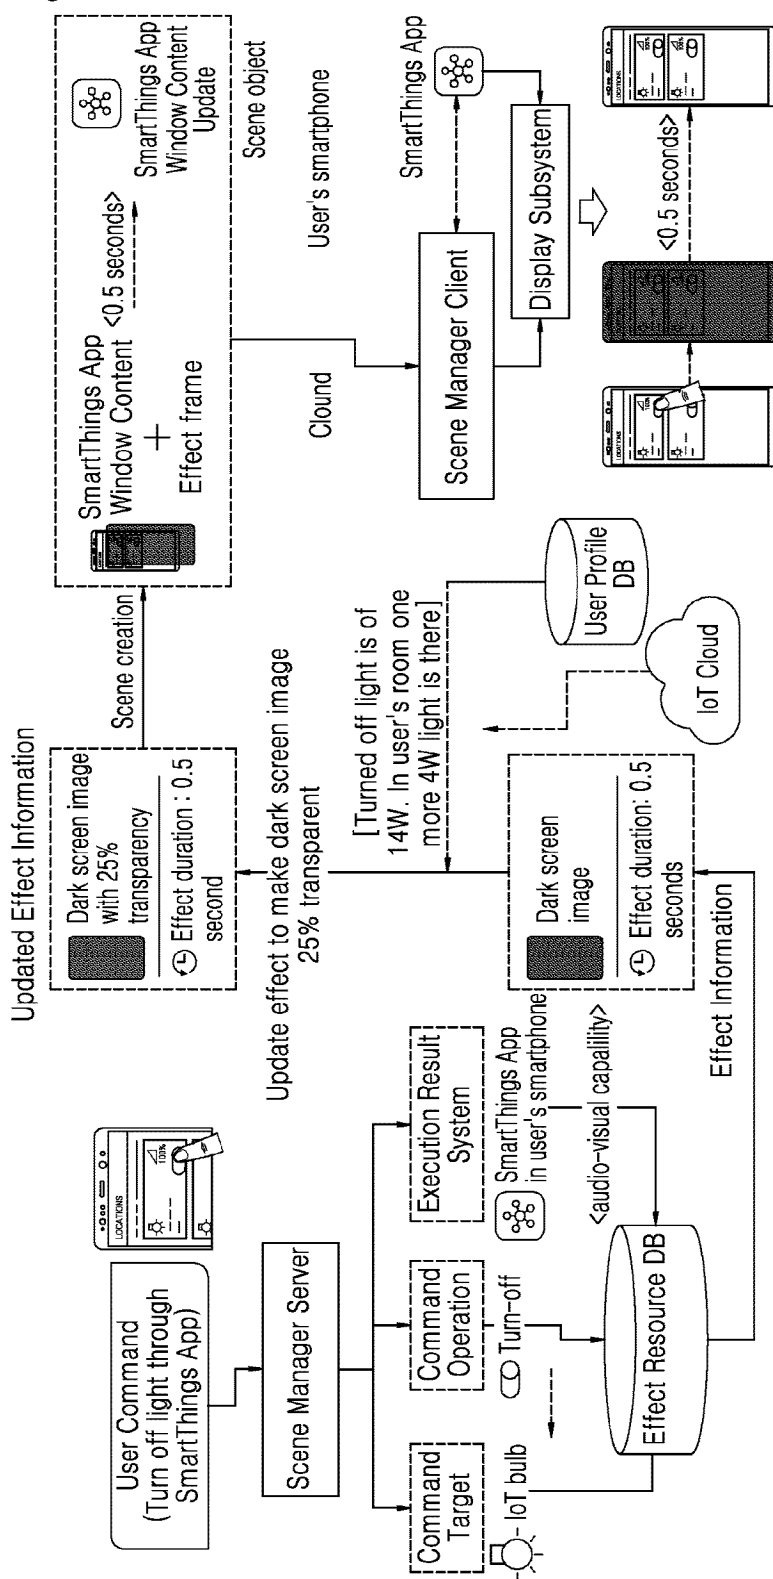 User Command
(Turn off light through
SmartThings App)
LOCATIONS
100%
Scene Manager Server
Command
Target
Command
Operation
Execution Result
System
IoT bulb
Turn-off
SmartThings App
in user's smartphone
<audio-visual capalility>
Effect Resource DB
Effect Information
Dark screen
image
Effect duration: 0.5
seconds
[Turned off light is of
14W. In user's room one
more 4W light is there]
User Profile
DB
IoT Cloud
Update effect to make dark screen image
25% transparent
Updated Effect Information
Dark screen image
with 25%
transparency
Effect duration : 0.5
second
Scene creation
SmartThings App
Window Content
+
Effect frame
<0.5 seconds>
SmartThings App
Window Content
Update
Scene object
Clound
User's smartphone
Scene Manager Client
SmartThings App
Display Subsystem
LOCATIONS
100%
<0.5 seconds>
LOCATIONS
100%
100%